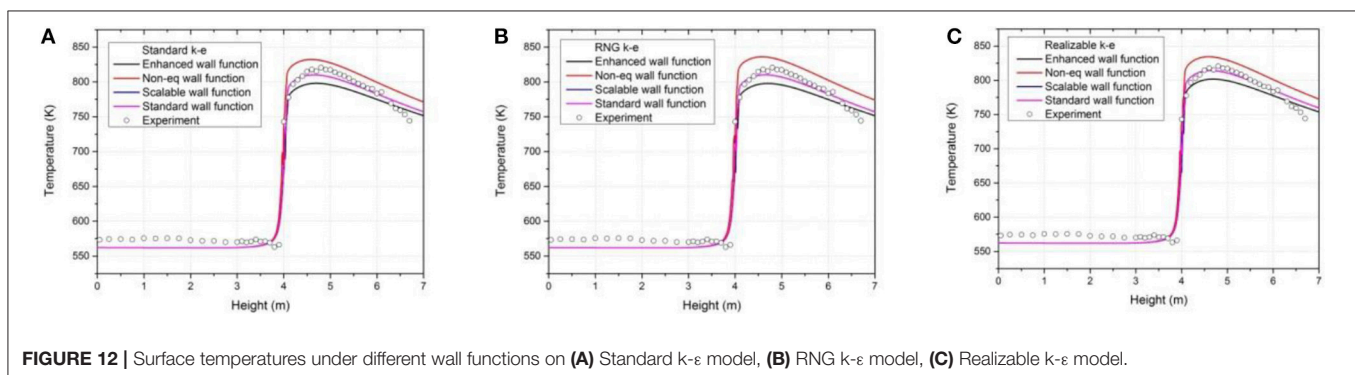 A
Standard k-e
Enhanced wall function
Non-eq wall function
Scalable wall function
Standard wall function
Experiment
850
800
750
700
650
600
550
Temperature (K)
0 1 2 3 4 5 6 7
Height (m)
B
RNG k-e
Enhanced wall function
Non-eq wall function
Scalable wall function
Standard wall function
Experiment
850
800
750
700
650
600
550
Temperature (K)
0 1 2 3 4 5 6 7
Height (m)
C
Realizable k-e
Enhanced wall function
Non-eq wall function
Scalable wall function
Standard wall function
Experiment
850
800
750
700
650
600
550
Temperature (K)
0 1 2 3 4 5 6 7
Height (m)
FIGURE 12 | Surface temperatures under different wall functions on (A) Standard k-ε model, (B) RNG k-ε model, (C) Realizable k-ε model.